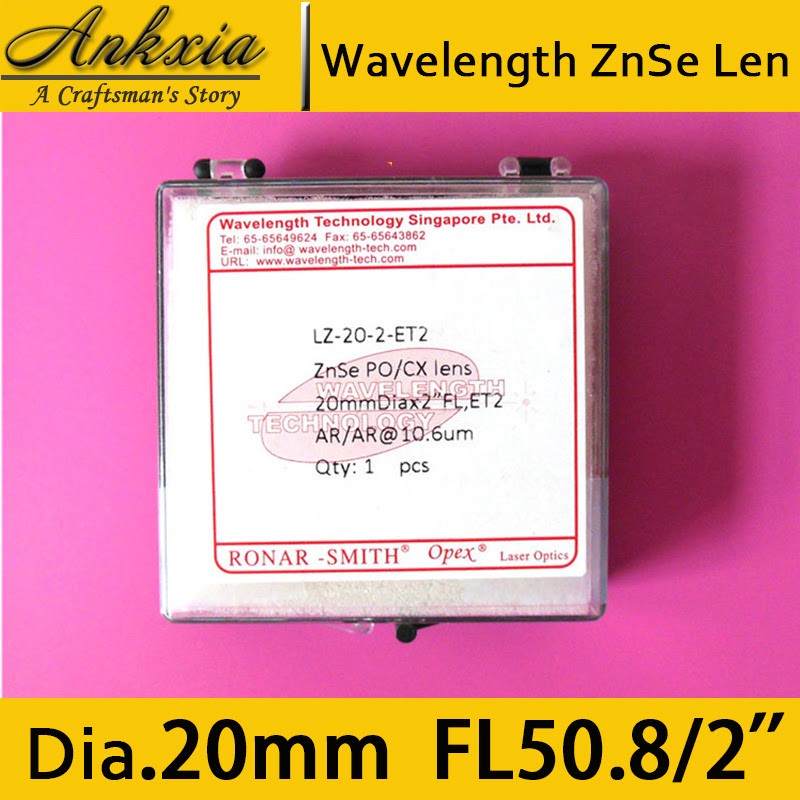 Ankxia
A Craftsman's Story
Wavelength ZnSe Len
Wavelength Technology Singapore Pte. Ltd.
Tel: 65-65649624 Fax: 65-65643862
E-mail: info@ wavelength-tech.com
URL: www.wavelength-tech.com
LZ-20-2-ET2
ZnSe PO/CX lens
WAVELENGTH
20mmDiax2"FL,ET2
TECHNOLOGY
AR/AR@10.6um
Qty: 1 pcs
RONAR -SMITH® Opex® Laser Optics
Dia.20mm FL50.8/2”